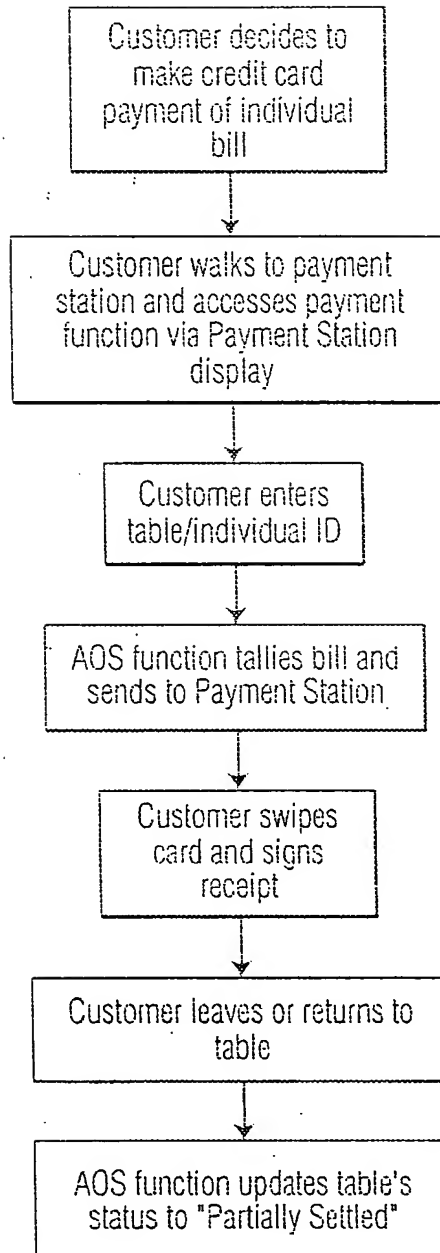 Customer decides to
make credit card
payment of individual
bill
Customer walks to payment
station and accesses payment
function via Payment Station
display
Customer enters
table/individual ID
AOS function tallies bill and
sends to Payment Station
Customer swipes
card and signs
receipt
Customer leaves or returns to
table
AOS function updates table's
status to "Partially Settled"